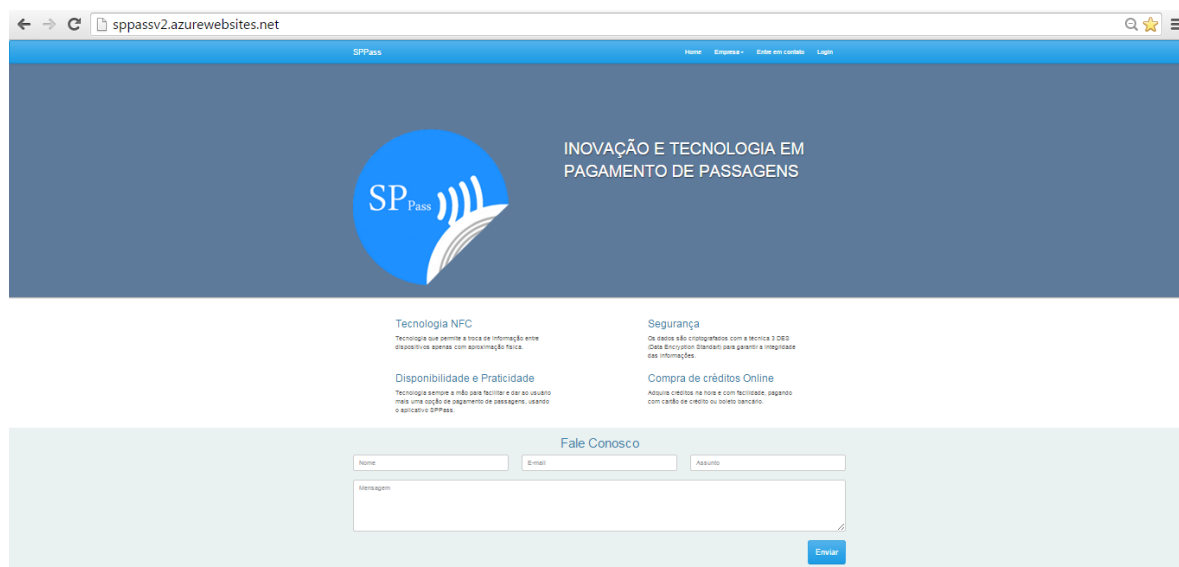 sppassv2.azurewebsites.net
SPPass
Home Empresa Entre em contato Login
SP Pass
INOVAÇÃO E TECNOLOGIA EM
PAGAMENTO DE PASSAGENS
Tecnologia NFC
Tecnologia que permite a troca de informação entre
dispositivos apenas com aproximação física.
Segurança
Os dados são criptografados com a técnica 3 DES
(Data Encryption Standart) para garantir a integridade
das informações.
Disponibilidade e Praticidade
Tecnologia sempre a mão para facilitar e dar ao usuário
mais uma opção de pagamento de passagens, usando
o aplicativo SPPass.
Compra de créditos Online
Adquira créditos na hora e com facilidade, pagando
com cartão de crédito ou boleto bancário.
Fale Conosco
Nome
E-mail
Assunto
Mensagem
Enviar